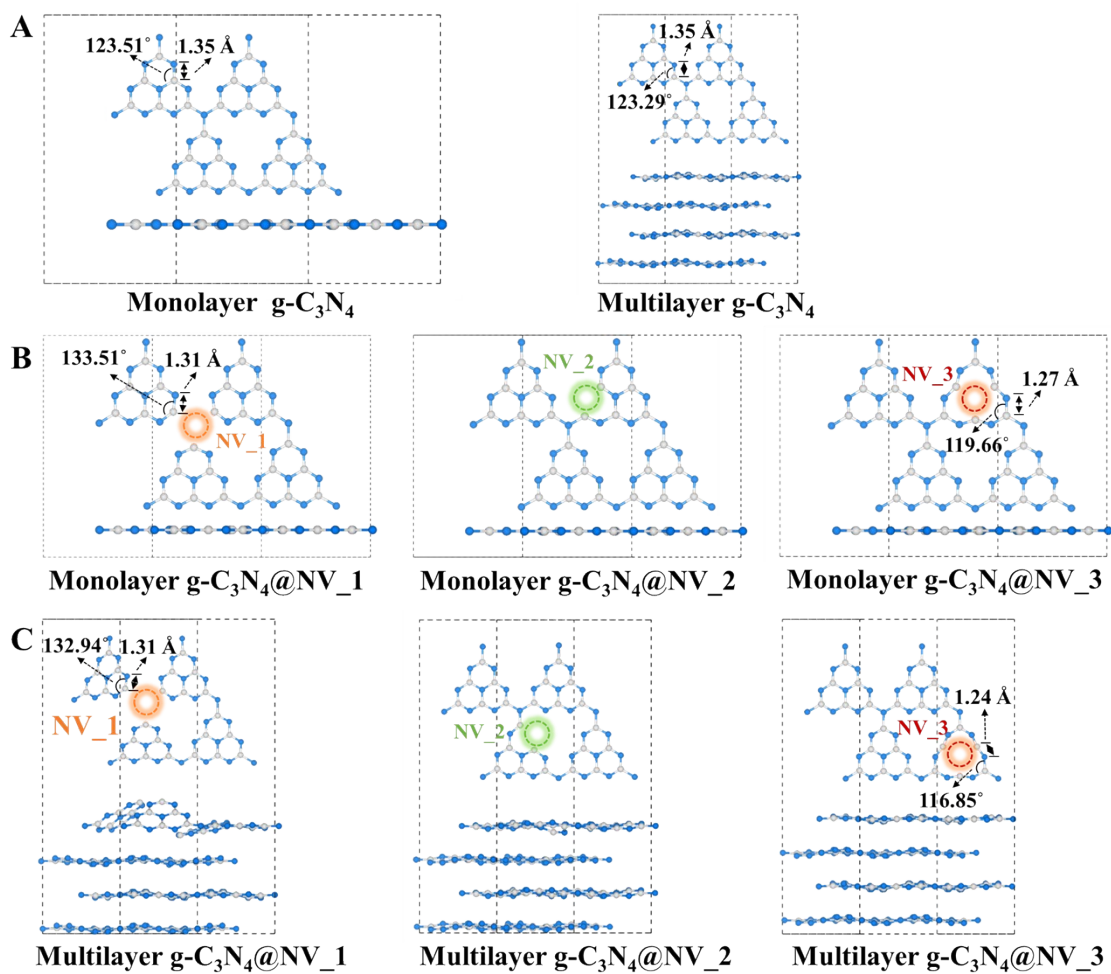 A
123.51°
1.35 Å
1.35 Å
123.29°
Monolayer g-C₃N₄
Multilayer g-C₃N₄
B
133.51°
1.31 Å
NV_1
NV_2
NV_3
1.27 Å
119.66°
Monolayer g-C₃N₄@NV_1
Monolayer g-C₃N₄@NV_2
Monolayer g-C₃N₄@NV_3
C
132.94°
1.31 Å
NV_1
NV_2
NV_3
1.24 Å
116.85°
Multilayer g-C₃N₄@NV_1
Multilayer g-C₃N₄@NV_2
Multilayer g-C₃N₄@NV_3